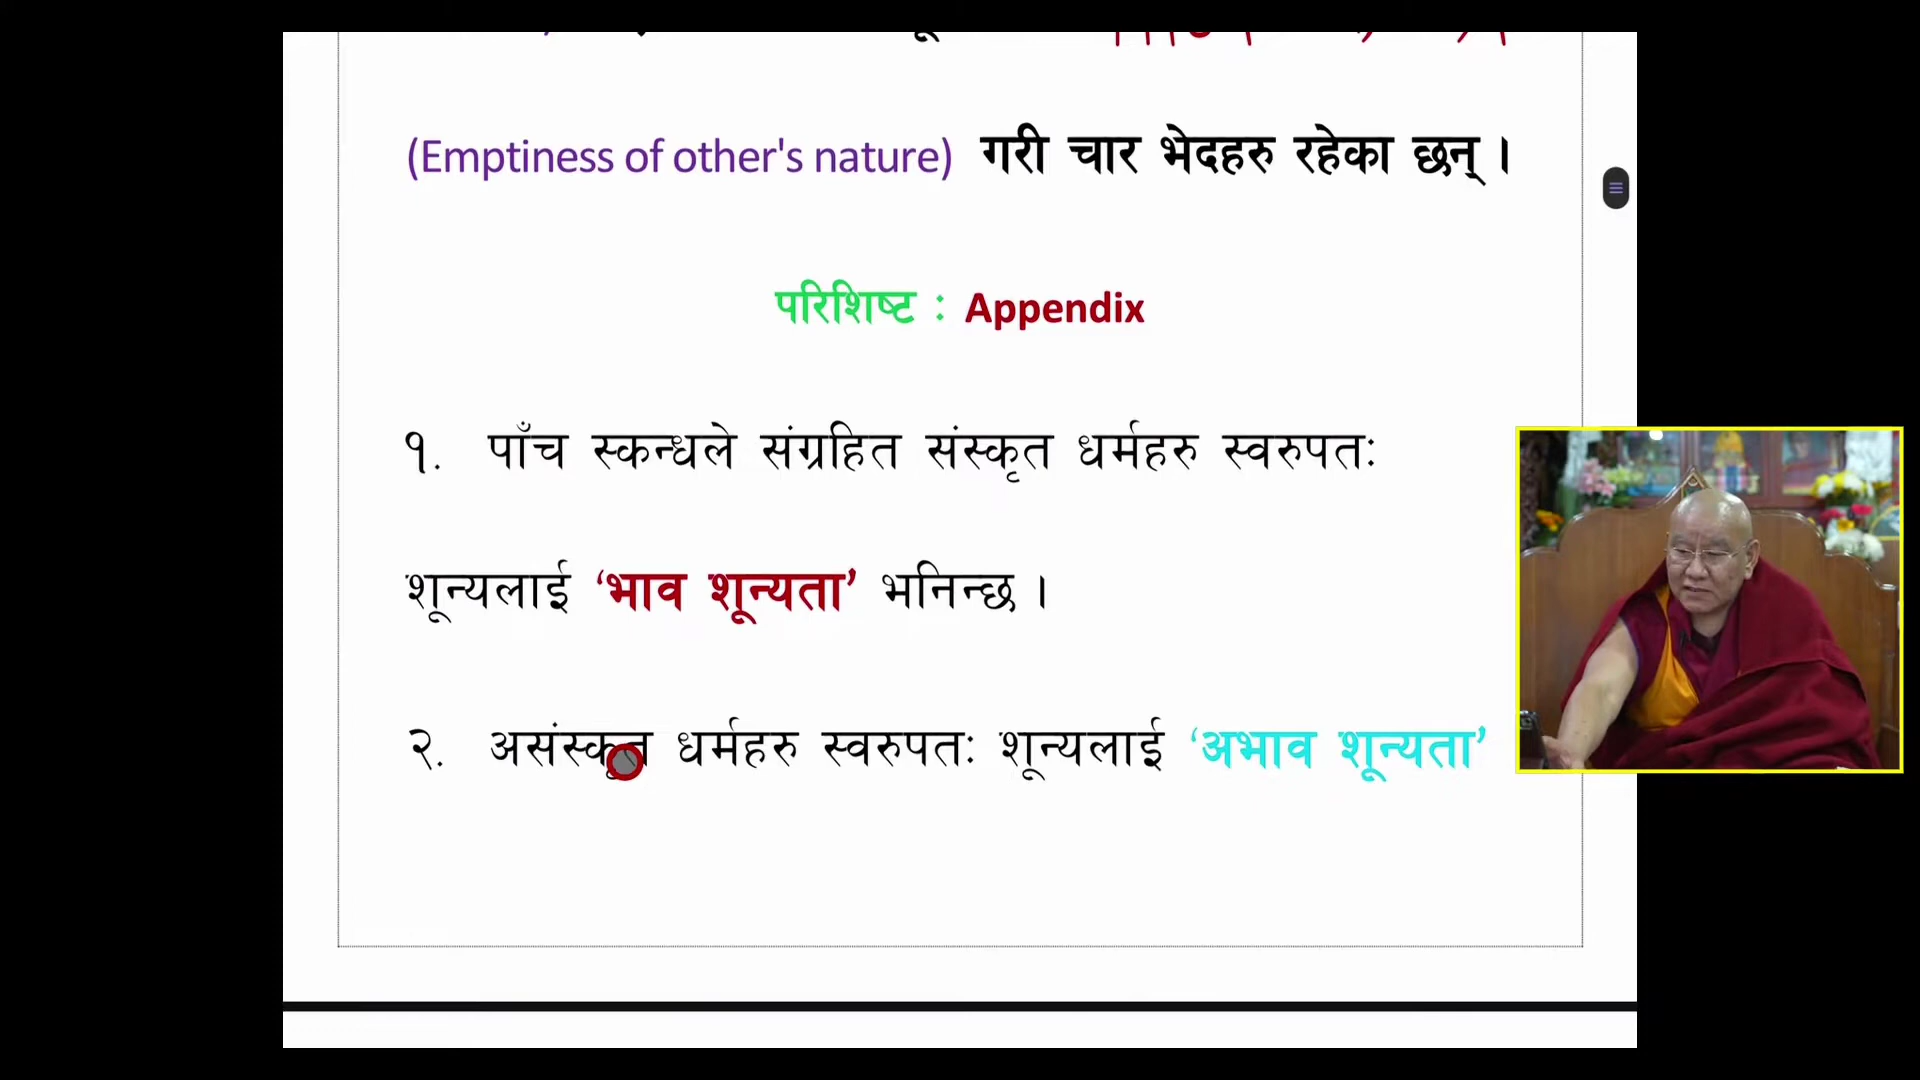 (Emptiness of other's nature) गरी चार भेदहरु रहेका छन् ।
परिशिष्ट : Appendix
१. पाँच स्कन्धले संग्रहित संस्कृत धर्महरु स्वरुपतः
शून्यलाई ‘भाव शून्यता’ भनिन्छ ।
२. असंस्कृत धर्महरु स्वरुपतः शून्यलाई ‘अभाव शून्यता’